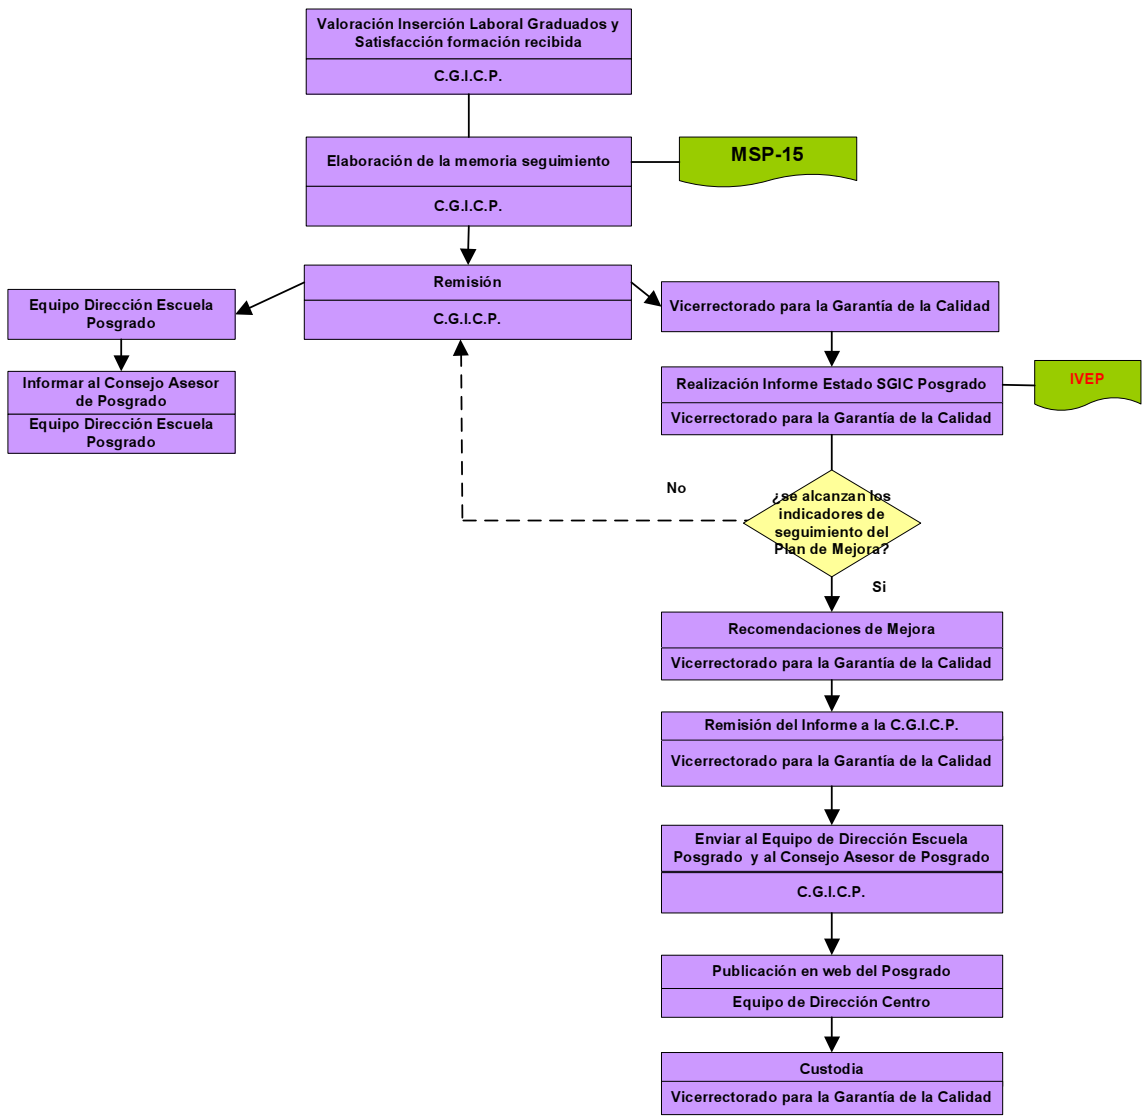 Valoración Inserción Laboral Graduados y
Satisfacción formación recibida
C.G.I.C.P.
Elaboración de la memoria seguimiento
C.G.I.C.P.
MSP-15
Remisión
C.G.I.C.P.
Equipo Dirección Escuela
Posgrado
Informar al Consejo Asesor
de Posgrado
Equipo Dirección Escuela
Posgrado
Vicerrectorado para la Garantía de la Calidad
Realización Informe Estado SGIC Posgrado
Vicerrectorado para la Garantía de la Calidad
IVEP
No
¿se alcanzan los
indicadores de
seguimiento del
Plan de Mejora?
Si
Recomendaciones de Mejora
Vicerrectorado para la Garantía de la Calidad
Remisión del Informe a la C.G.I.C.P.
Vicerrectorado para la Garantía de la Calidad
Enviar al Equipo de Dirección Escuela
Posgrado y al Consejo Asesor de Posgrado
C.G.I.C.P.
Publicación en web del Posgrado
Equipo de Dirección Centro
Custodia
Vicerrectorado para la Garantía de la Calidad